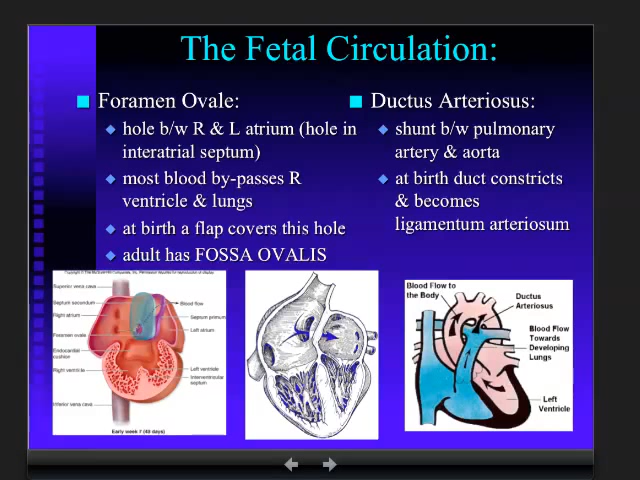 The Fetal Circulation:
Foramen Ovale:
hole b/w R & L atrium (hole in
interatrial septum)
most blood by-passes R
ventricle & lungs
at birth a flap covers this hole
adult has FOSSA OVALIS
Ductus Arteriosus:
shunt b/w pulmonary
artery & aorta
at birth duct constricts
& becomes
ligamentum arteriosum
Superior vena cava
Septum secundum
Right atrium
Foramen ovale
Endocardial
cushion
Right ventricle
Inferior vena cava
Blood flow
Septum primum
Left atrium
Left ventricle
Interventricular
septum
Early week 7 (43 days)
Blood Flow to
the Body
Ductus
Arteriosus
Blood Flow
Towards
Developing
Lungs
Left
Ventricle